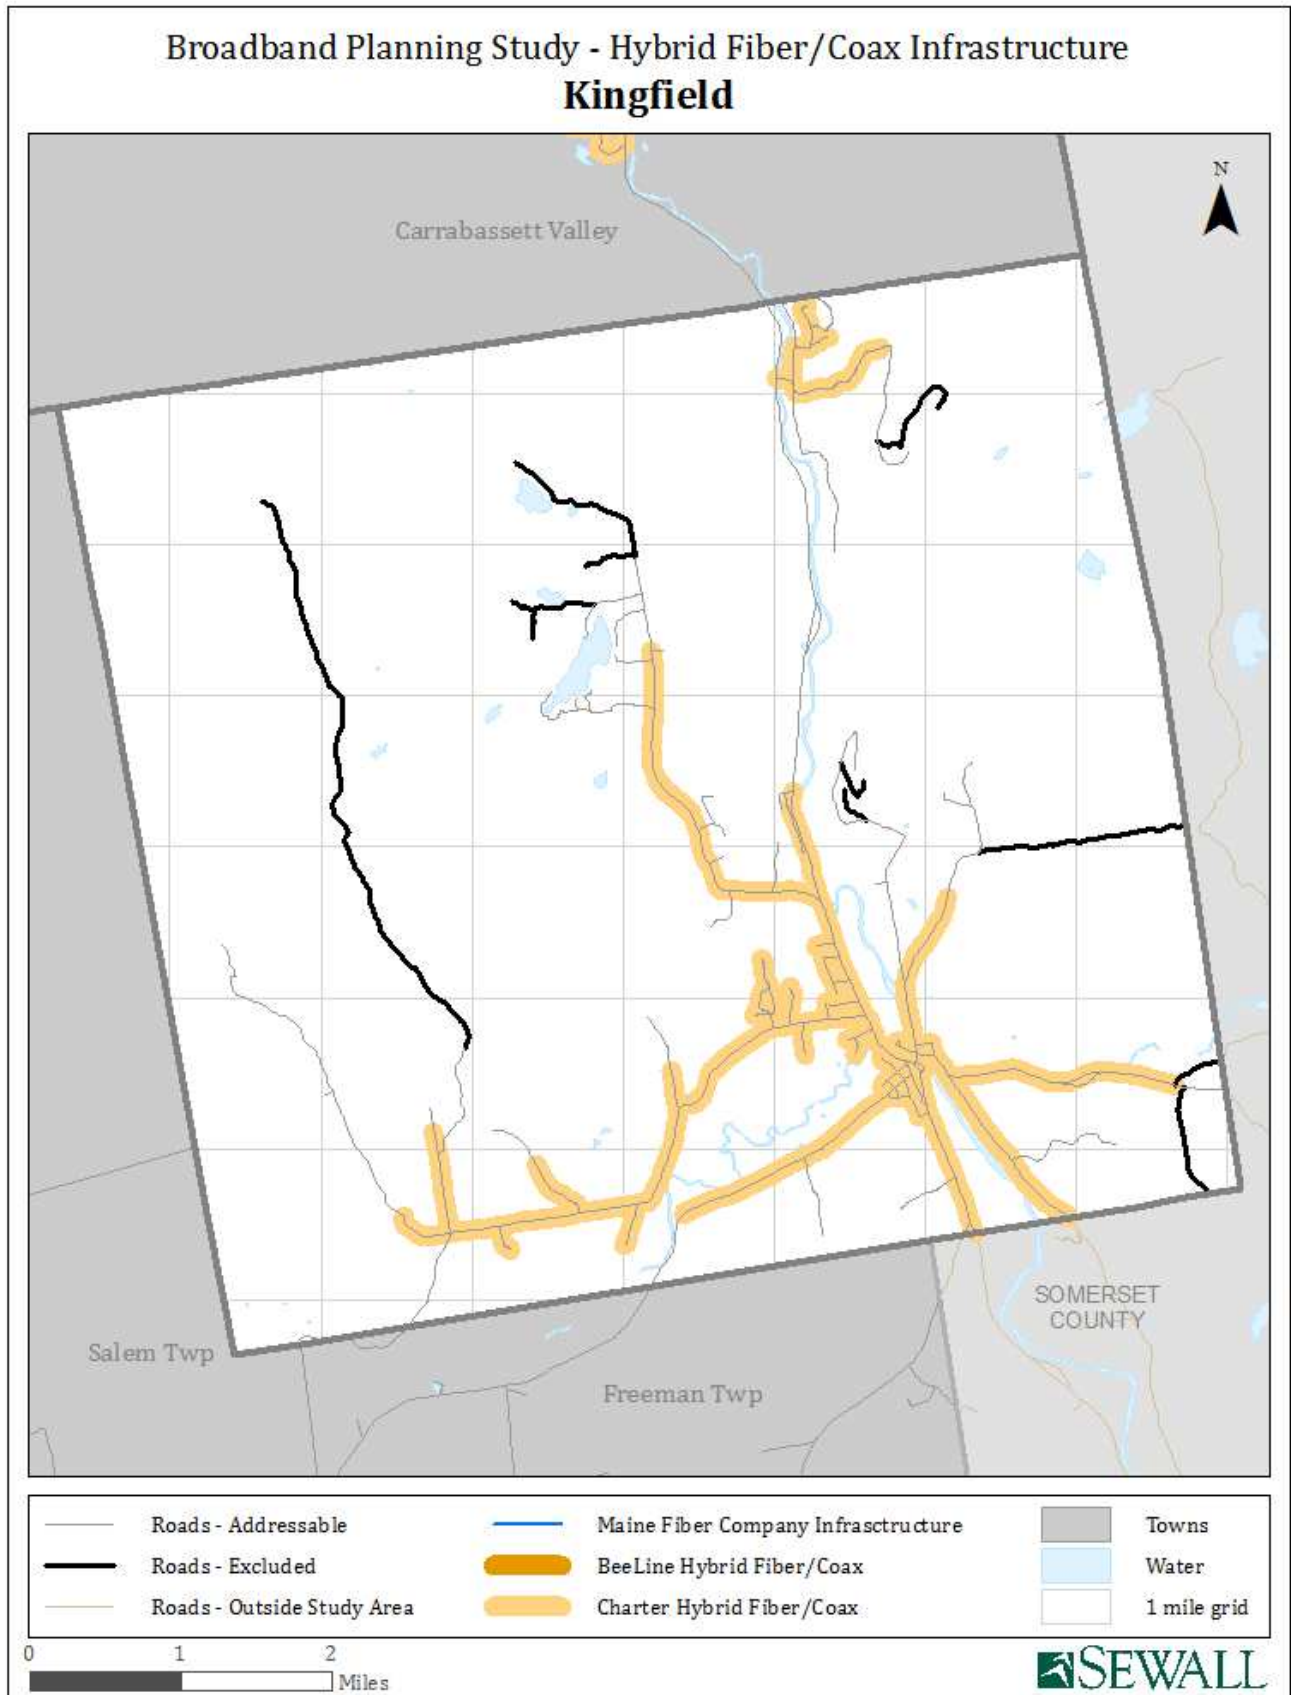 Broadband Planning Study - Hybrid Fiber/Coax Infrastructure
Kingfield
N
Carrabassett Valley
SOMERSET
COUNTY
Salem Twp
Freeman Twp
Roads - Addressable
Roads - Excluded
Roads - Outside Study Area
Maine Fiber Company Infrasctructure
BeeLine Hybrid Fiber/Coax
Charter Hybrid Fiber/Coax
Towns
Water
1 mile grid
0 1 2
Miles
SEWALL